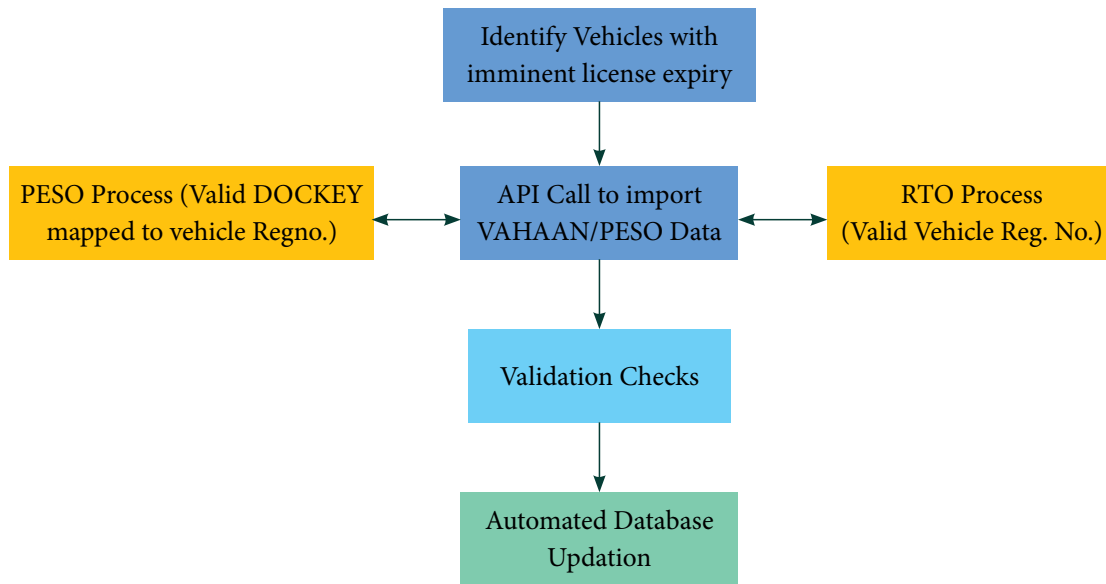 Identify Vehicles with
imminent license expiry
PESO Process (Valid DOCKEY
mapped to vehicle Regno.)
API Call to import
VAHAAN/PESO Data
RTO Process
(Valid Vehicle Reg. No.)
Validation Checks
Automated Database
Updation